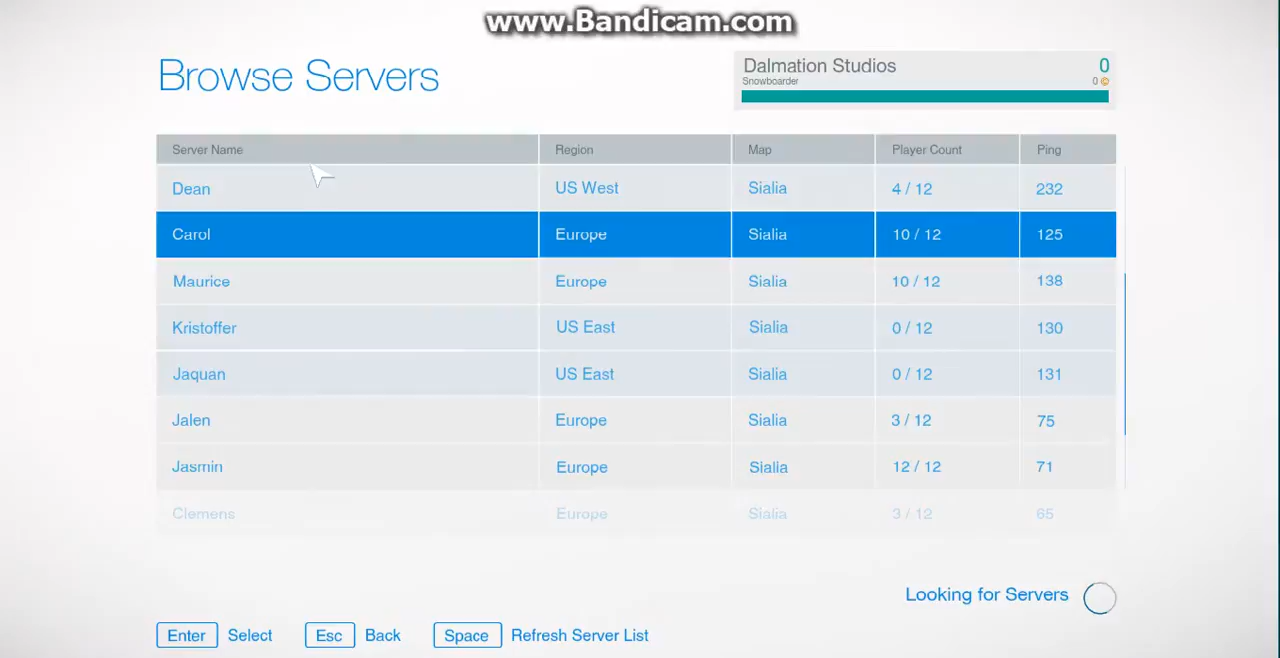 www.Bandicam.com
Browse Servers
Dalmation Studios 0
Snowboarder 0
Server Name Region Map Player Count Ping
Dean US West Sialia 4 / 12 232
Carol Europe Sialia 10 / 12 125
Maurice Europe Sialia 10 / 12 138
Kristoffer US East Sialia 0 / 12 130
Jaquan US East Sialia 0 / 12 131
Jalen Europe Sialia 3 / 12 75
Jasmin Europe Sialia 12 / 12 71
Clemens Europe Sialia 3 / 12 65
Looking for Servers
Enter Select Esc Back Space Refresh Server List